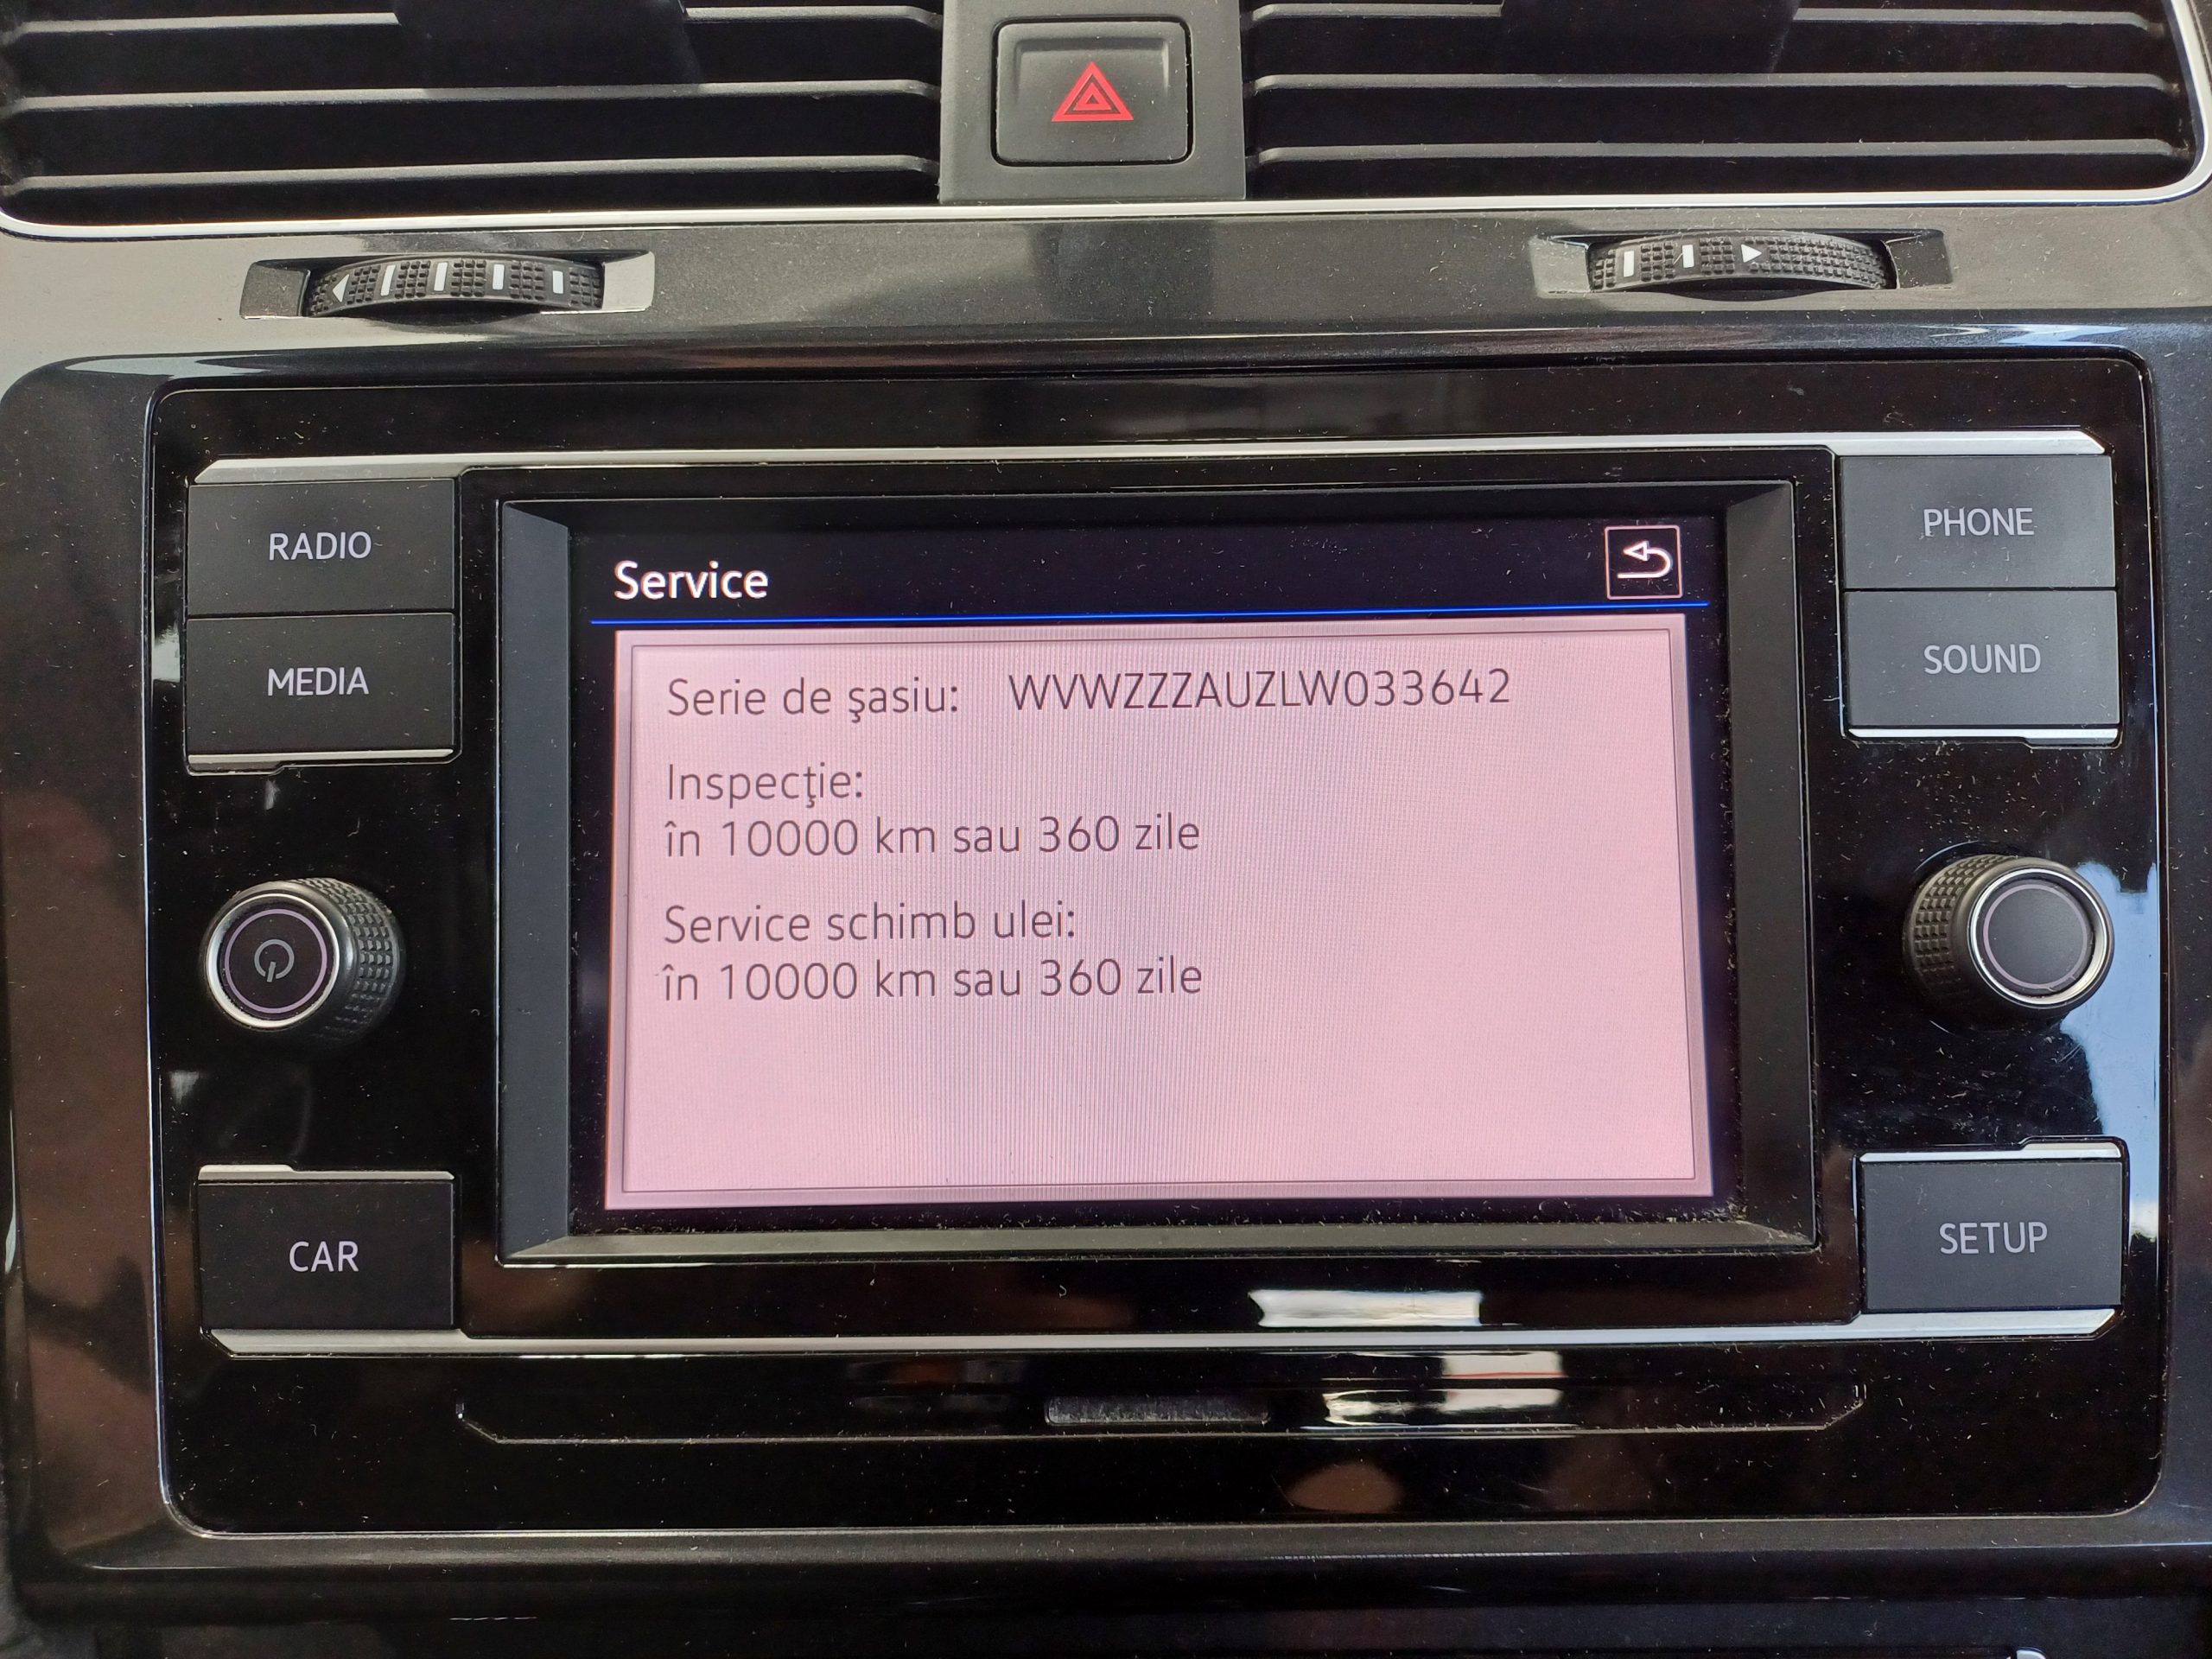 RADIO
MEDIA
CAR
Service
Serie de şasiu: WVWZZZAUZLW033642
Inspecţie:
în 10000 km sau 360 zile
Service schimb ulei:
în 10000 km sau 360 zile
PHONE
SOUND
SETUP